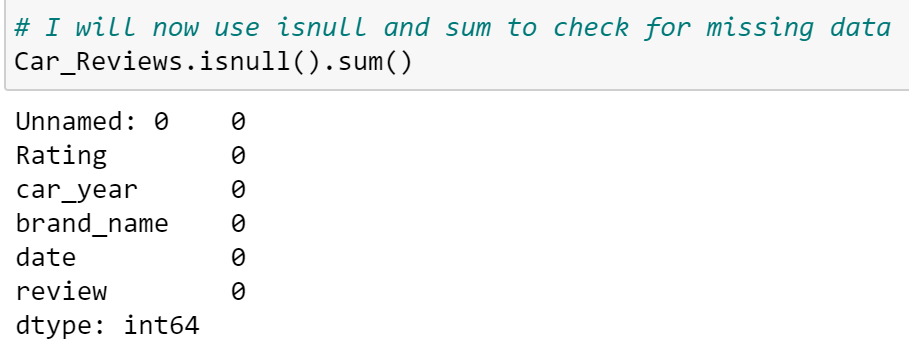 # I will now use isnull and sum to check for missing data
Car_Reviews.isnull().sum()
Unnamed: 0    0
Rating        0
car_year      0
brand_name    0
date          0
review        0
dtype: int64